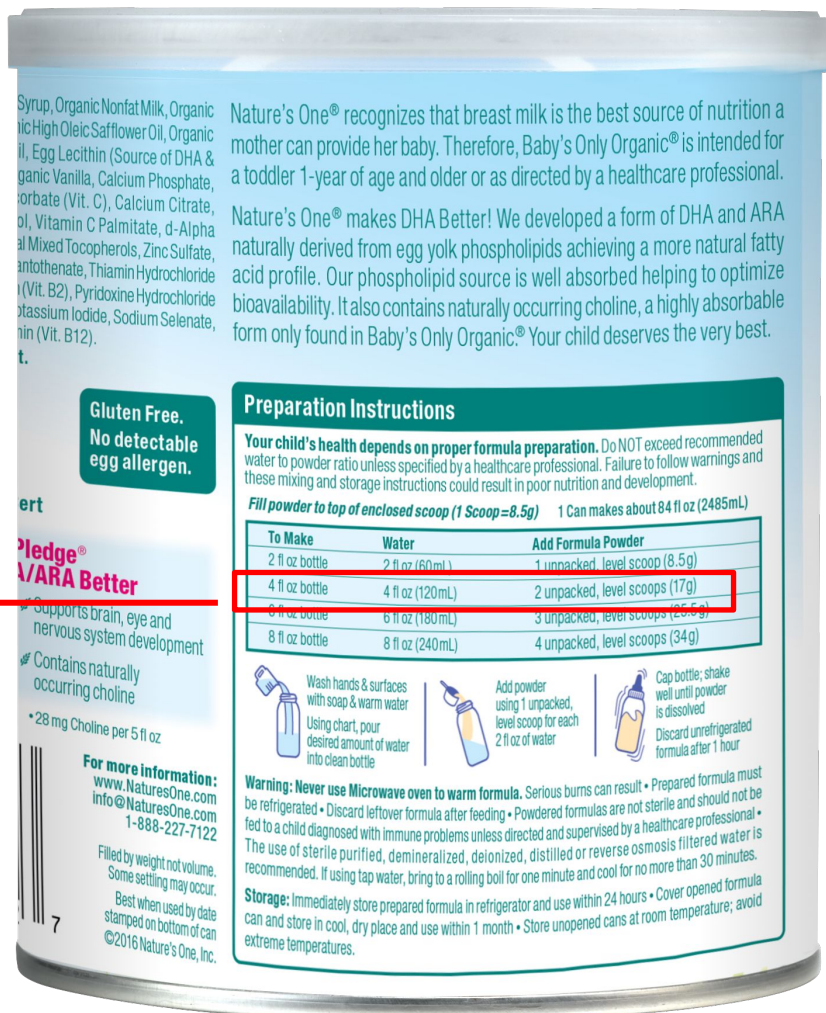 Syrup, Organic Nonfat Milk, Organic
ic High Oleic Safflower Oil, Organic
il, Egg Lecithin (Source of DHA &
ganic Vanilla, Calcium Phosphate,
corbate (Vit. C), Calcium Citrate,
ol, Vitamin C Palmitate, d-Alpha
al Mixed Tocopherols, Zinc Sulfate,
antothenate, Thiamin Hydrochloride
(Vit. B2), Pyridoxine Hydrochloride
otassium Iodide, Sodium Selenate,
nin (Vit. B12).
t.
Gluten Free.
No detectable
egg allergen.
ert
Pledge®
A/ARA Better
Supports brain, eye and
nervous system development
Contains naturally
occurring choline
• 28 mg Choline per 5 fl oz
For more information:
www.NaturesOne.com
info@NaturesOne.com
1-888-227-7122
Filled by weight not volume.
Some settling may occur.
Best when used by date
stamped on bottom of can
©2016 Nature's One, Inc.
7
Nature's One® recognizes that breast milk is the best source of nutrition a
mother can provide her baby. Therefore, Baby's Only Organic® is intended for
a toddler 1-year of age and older or as directed by a healthcare professional.
Nature's One® makes DHA Better! We developed a form of DHA and ARA
naturally derived from egg yolk phospholipids achieving a more natural fatty
acid profile. Our phospholipid source is well absorbed helping to optimize
bioavailability. It also contains naturally occurring choline, a highly absorbable
form only found in Baby's Only Organic.® Your child deserves the very best.
Preparation Instructions
Your child's health depends on proper formula preparation. Do NOT exceed recommended
water to powder ratio unless specified by a healthcare professional. Failure to follow warnings and
these mixing and storage instructions could result in poor nutrition and development.
Fill powder to top of enclosed scoop (1 Scoop=8.5g) 1 Can makes about 84 fl oz (2485mL)
To Make Water Add Formula Powder
2 fl oz bottle 2 fl oz (60mL) 1 unpacked, level scoop (8.5g)
4 fl oz bottle 4 fl oz (120mL) 2 unpacked, level scoops (17g)
6 fl oz bottle 6 fl oz (180mL) 3 unpacked, level scoops (25.5g)
8 fl oz bottle 8 fl oz (240mL) 4 unpacked, level scoops (34g)
Wash hands & surfaces
with soap & warm water
Using chart, pour
desired amount of water
into clean bottle
Add powder
using 1 unpacked,
level scoop for each
2 fl oz of water
Cap bottle; shake
well until powder
is dissolved
Discard unrefrigerated
formula after 1 hour
Warning: Never use Microwave oven to warm formula. Serious burns can result • Prepared formula must
be refrigerated • Discard leftover formula after feeding • Powdered formulas are not sterile and should not be
fed to a child diagnosed with immune problems unless directed and supervised by a healthcare professional •
The use of sterile purified, demineralized, deionized, distilled or reverse osmosis filtered water is
recommended. If using tap water, bring to a rolling boil for one minute and cool for no more than 30 minutes.
Storage: Immediately store prepared formula in refrigerator and use within 24 hours • Cover opened formula
can and store in cool, dry place and use within 1 month • Store unopened cans at room temperature; avoid
extreme temperatures.